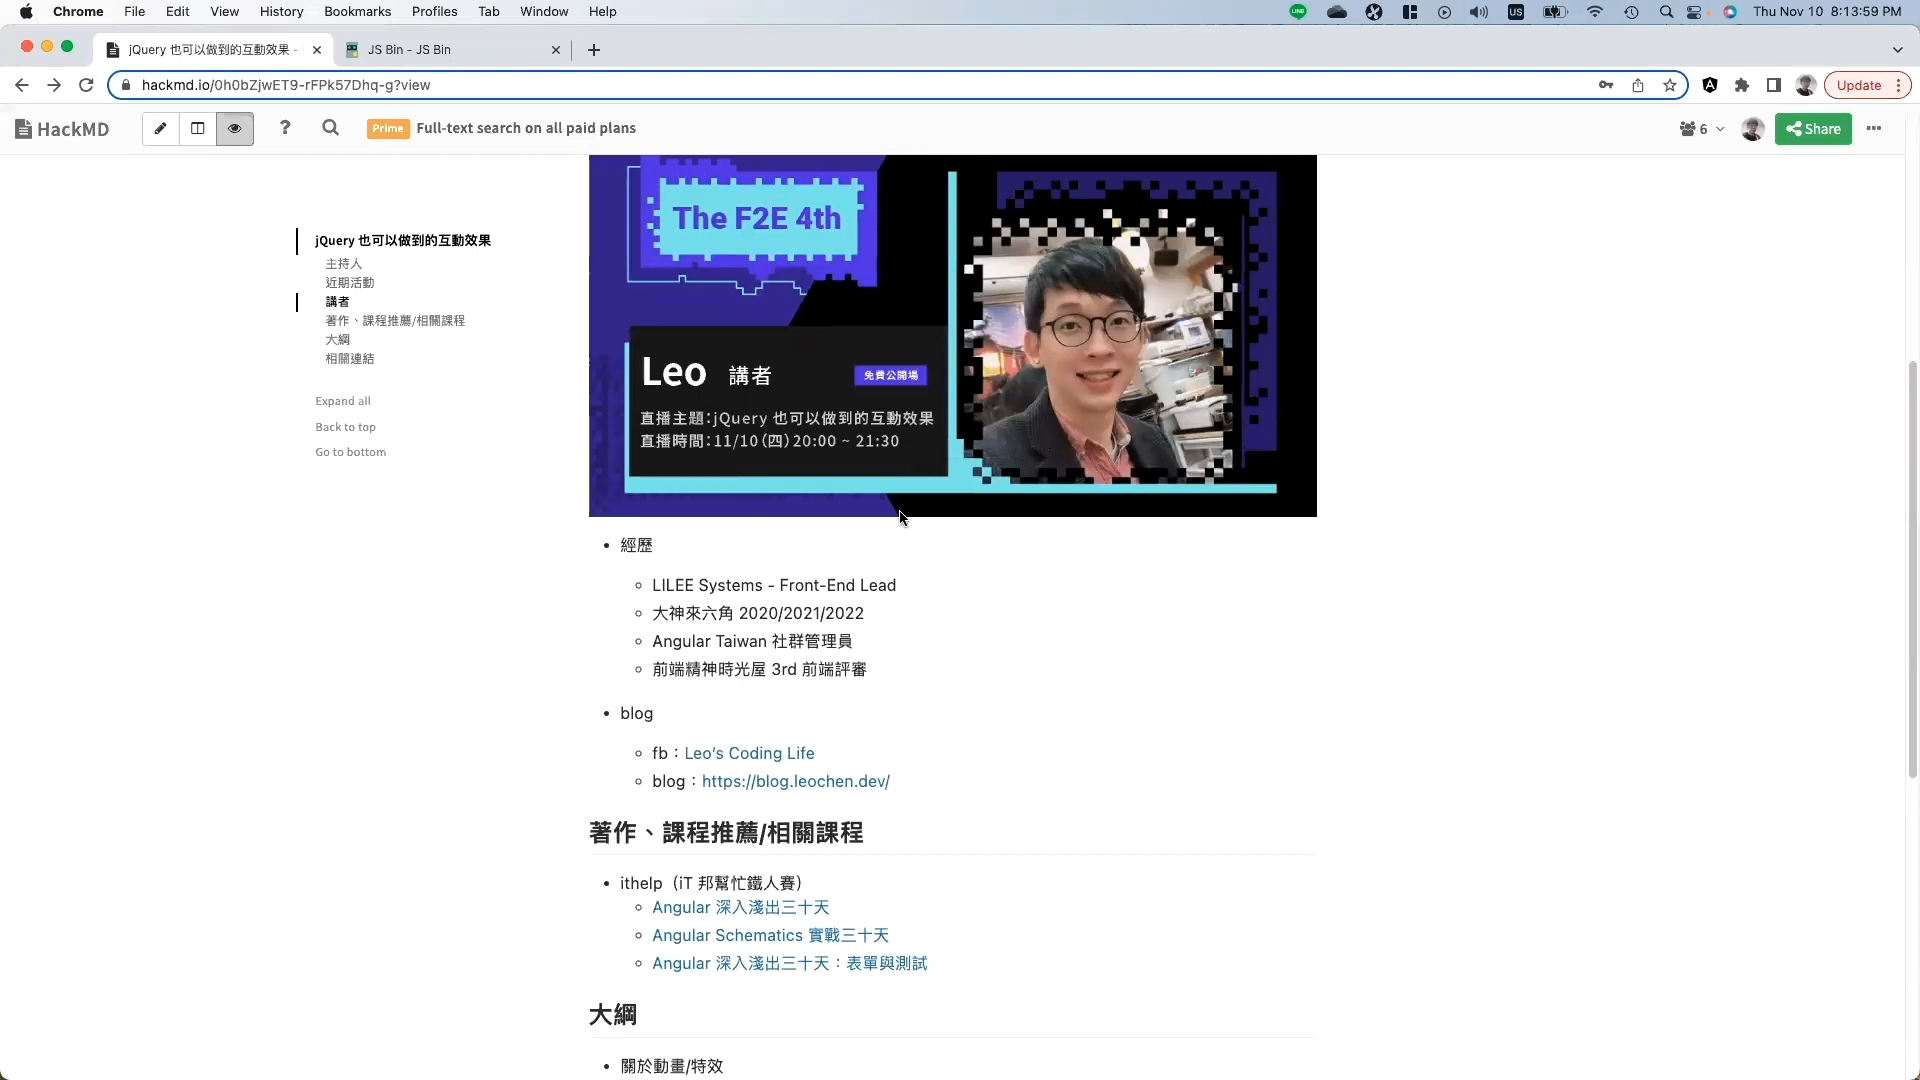 Chrome File Edit View History Bookmarks Profiles Tab Window Help
US
Thu Nov 10 8:13:59 PM
jQuery 也可以做到的互動效果 -
JS Bin - JS Bin
hackmd.io/0h0bZjwET9-rFPk57Dhq-g?view
Update
HackMD
?
Prime Full-text search on all paid plans
6
Share
jQuery 也可以做到的互動效果
主持人
近期活動
講者
著作、課程推薦/相關課程
大綱
相關連結
Expand all
Back to top
Go to bottom
The F2E 4th
Leo 講者
免費公開場
直播主題:jQuery 也可以做到的互動效果
直播時間:11/10(四)20:00 ~ 21:30
經歷
LILEE Systems - Front-End Lead
大神來六角 2020/2021/2022
Angular Taiwan 社群管理員
前端精神時光屋 3rd 前端評審
blog
fb：Leo's Coding Life
blog：https://blog.leochen.dev/
著作、課程推薦/相關課程
ithelp（iT 邦幫忙鐵人賽）
Angular 深入淺出三十天
Angular Schematics 實戰三十天
Angular 深入淺出三十天：表單與測試
大綱
關於動畫/特效